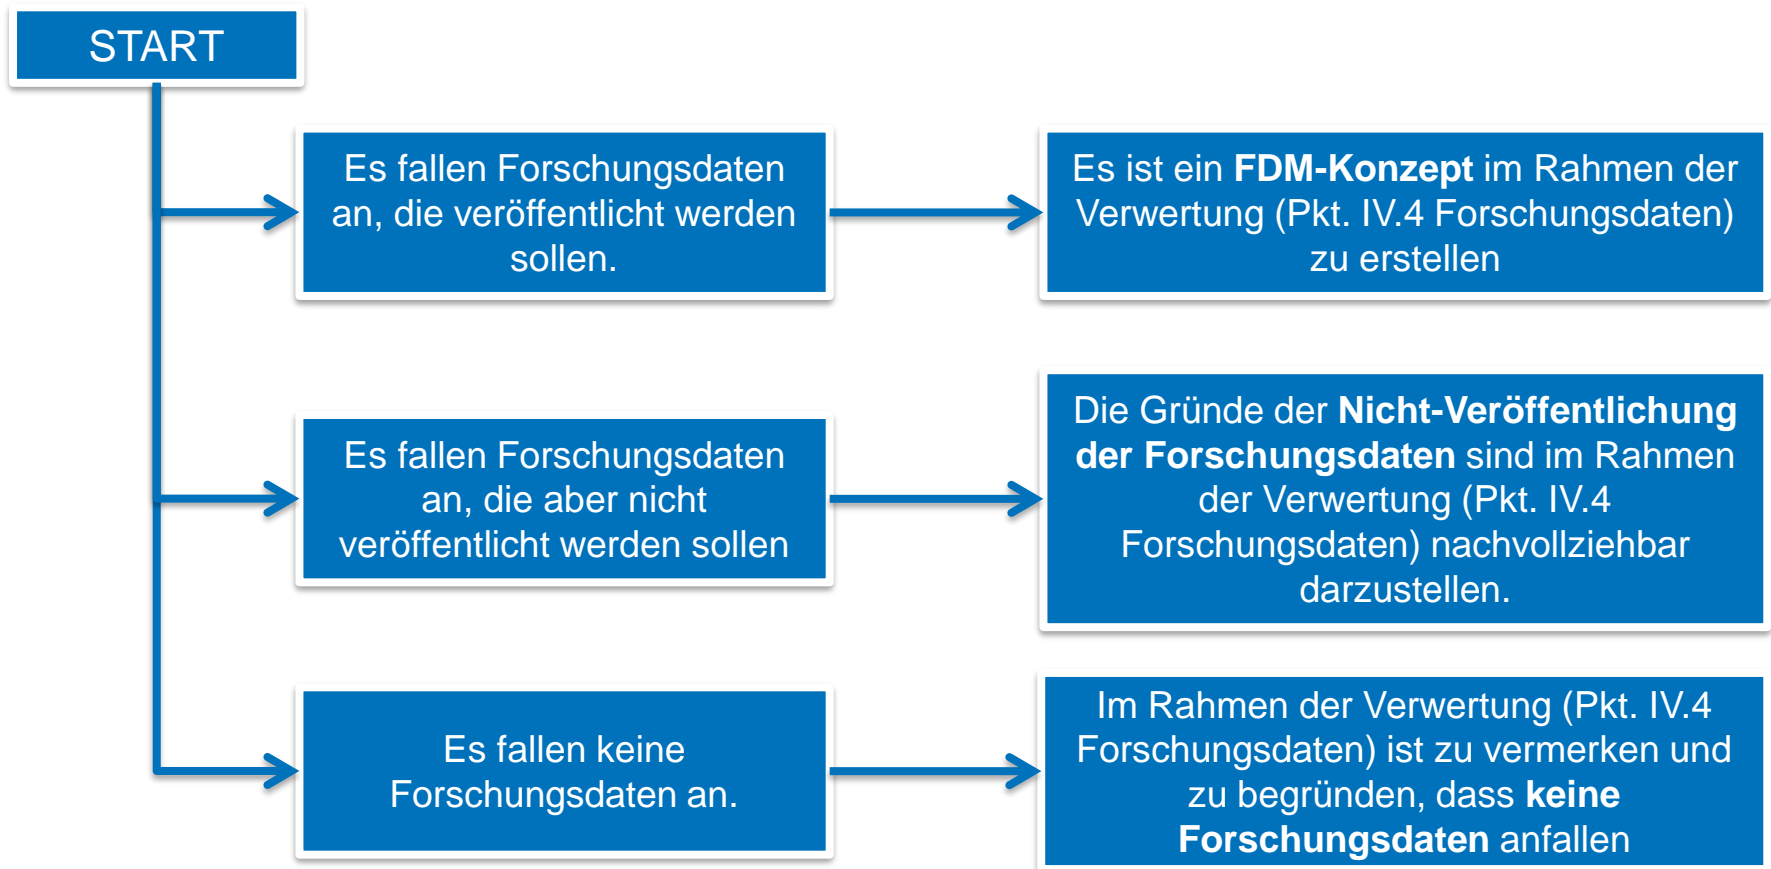 START
Es fallen Forschungsdaten
an, die veröffentlicht werden
sollen.
Es ist ein FDM-Konzept im Rahmen der
Verwertung (Pkt. IV.4 Forschungsdaten)
zu erstellen
Es fallen Forschungsdaten
an, die aber nicht
veröffentlicht werden sollen
Die Gründe der Nicht-Veröffentlichung
der Forschungsdaten sind im Rahmen
der Verwertung (Pkt. IV.4
Forschungsdaten) nachvollziehbar
darzustellen.
Es fallen keine
Forschungsdaten an.
Im Rahmen der Verwertung (Pkt. IV.4
Forschungsdaten) ist zu vermerken und
zu begründen, dass keine
Forschungsdaten anfallen